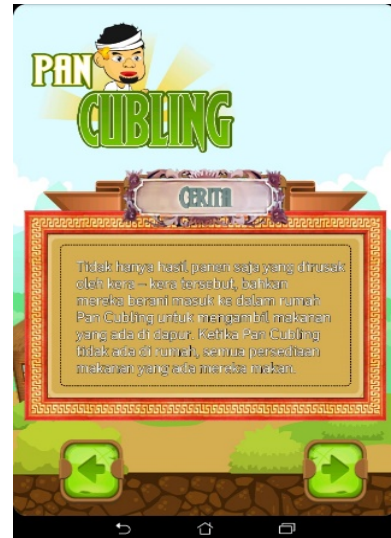 PAN
CUBLING
CERITA
Tidak hanya hasil panen saja yang dirusak
oleh kera – kera tersebut, bahkan
mereka berani masuk ke dalam rumah
Pan Cubling untuk mengambil makanan
yang ada di dapur. Ketika Pan Cubling
tidak ada di rumah, semua persediaan
makanan yang ada mereka makan.